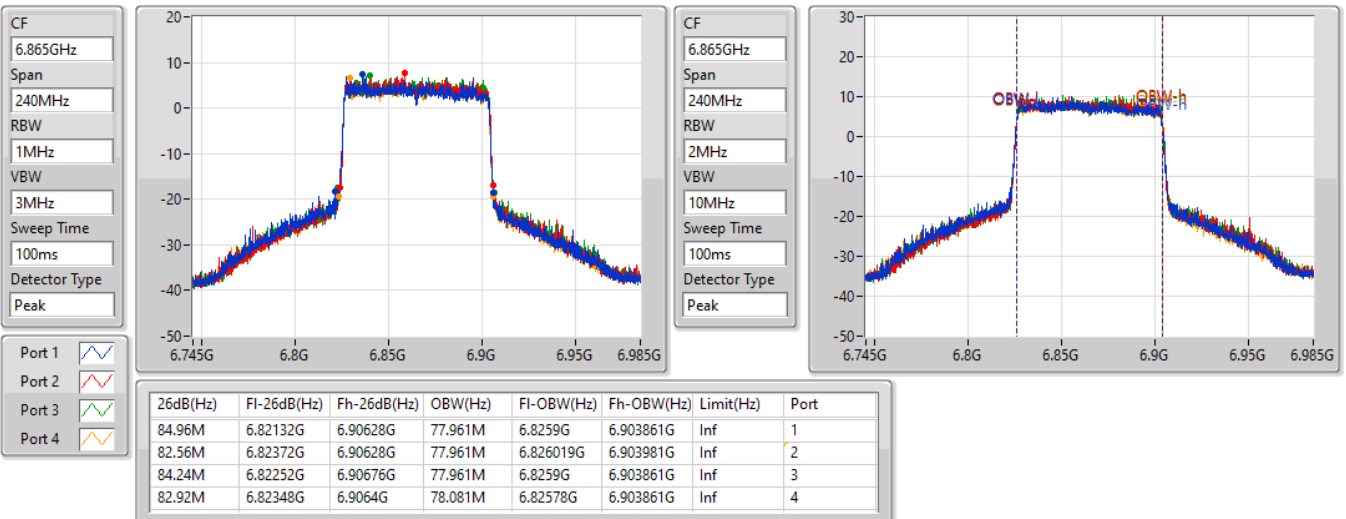 CF
6.865GHz
Span
240MHz
RBW
1MHz
VBW
3MHz
Sweep Time
100ms
Detector Type
Peak
20
10
0
-10
-20
-30
-40
-50
6.745G 6.8G 6.85G 6.9G 6.95G 6.985G
CF
6.865GHz
Span
240MHz
RBW
2MHz
VBW
10MHz
Sweep Time
100ms
Detector Type
Peak
30
20
10
0
-10
-20
-30
-40
-50
OBW-h
6.745G 6.8G 6.85G 6.9G 6.95G 6.985G
Port 1
Port 2
Port 3
Port 4
26dB(Hz) Fl-26dB(Hz) Fh-26dB(Hz) OBW(Hz) Fl-OBW(Hz) Fh-OBW(Hz) Limit(Hz) Port
84.96M 6.82132G 6.90628G 77.961M 6.8259G 6.903861G Inf 1
82.56M 6.82372G 6.90628G 77.961M 6.826019G 6.903981G Inf 2
84.24M 6.82252G 6.90676G 77.961M 6.8259G 6.903861G Inf 3
82.92M 6.82348G 6.9064G 78.081M 6.82578G 6.903861G Inf 4